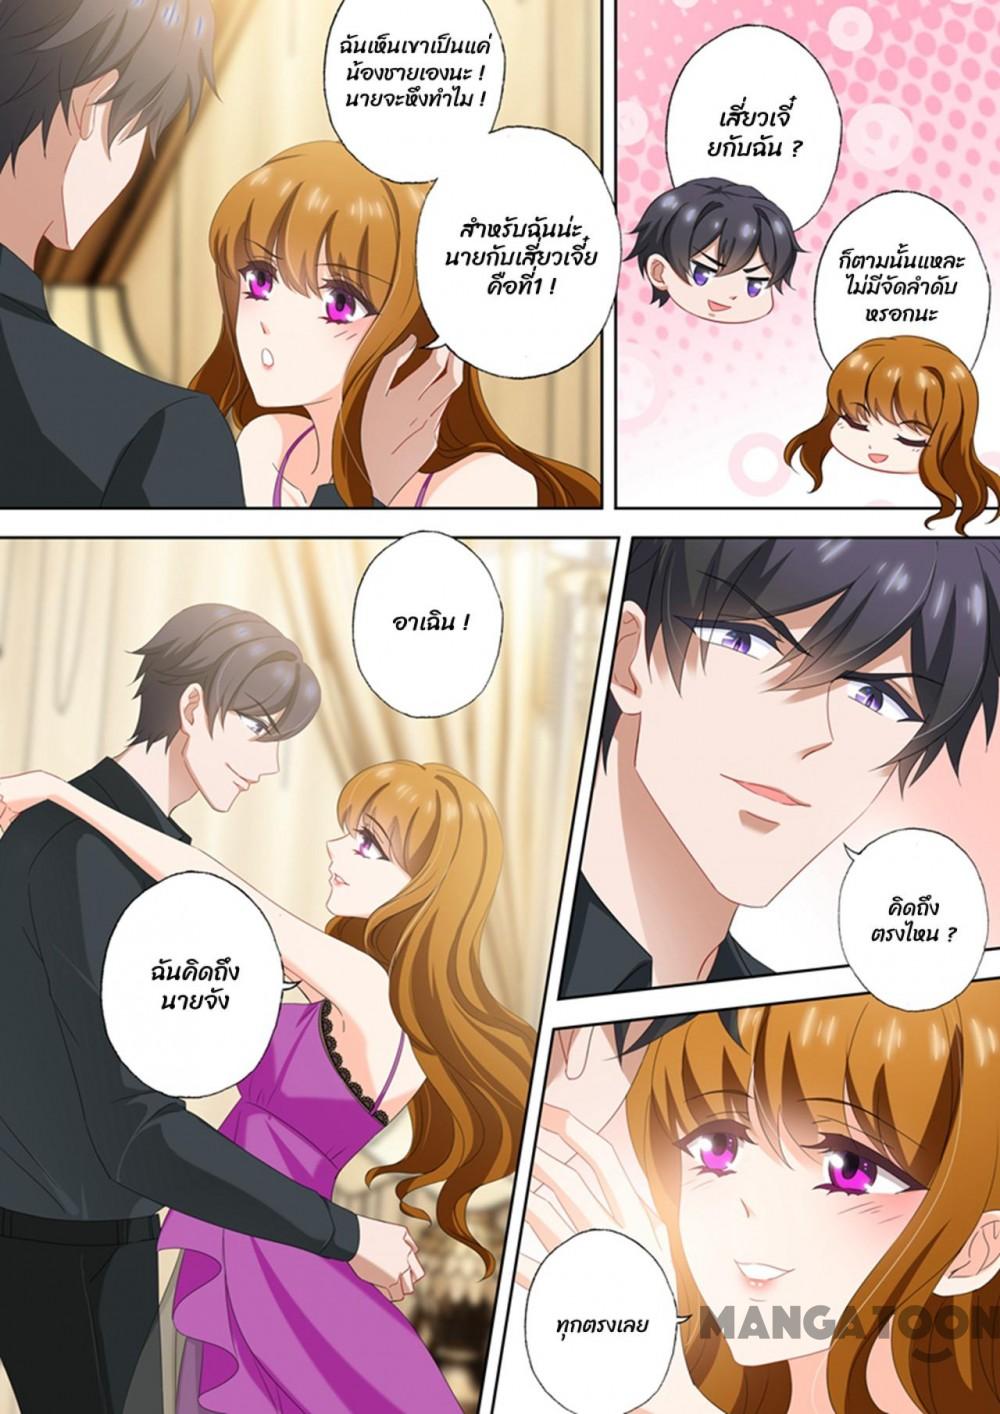 ฉันเห็นเขาเป็นแค่
น้องชายเองนะ !
นายจะหึงทำไม !
สำหรับฉันน่ะ
นายกับเสี่ยวเจี๋ย
คือที่1 !
เสี่ยวเจี๋
ยกับฉัน ?
ก็ตามนั้นแหละ
ไม่มีจัดลำดับ
หรอกนะ
อาเฉิน !
ฉันคิดถึง
นายจัง
คิดถึง
ตรงไหน ?
ทุกตรงเลย
MANGATOON